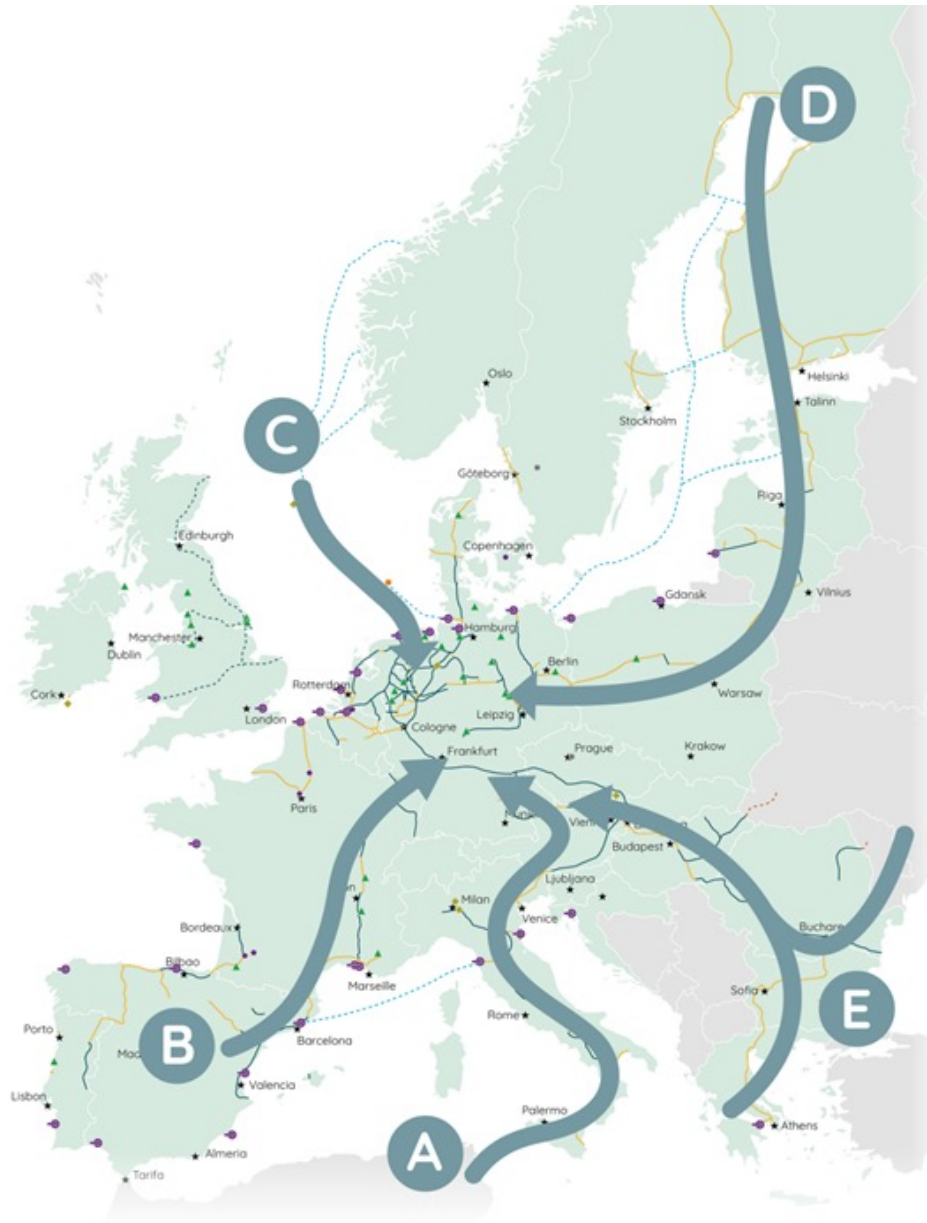 D
Oslo
Helsinki
Talinn
Stockholm
C
Göteborg
Riga
Edinburgh
Copenhagen
Vilnius
Gdansk
Hamburg
Manchester
Dublin
Berlin
Rotterdam
Warsaw
Cork
London
Leipzig
Cologne
Frankfurt
Prague
Krakow
Paris
Budapest
Ljubljana
Milan
Venice
Bordeaux
Bilbao
Marseille
Sofia
E
Rome
Porto
B
Barcelona
Valencia
Lisbon
Palermo
Athens
A
Almeria
Tarifa